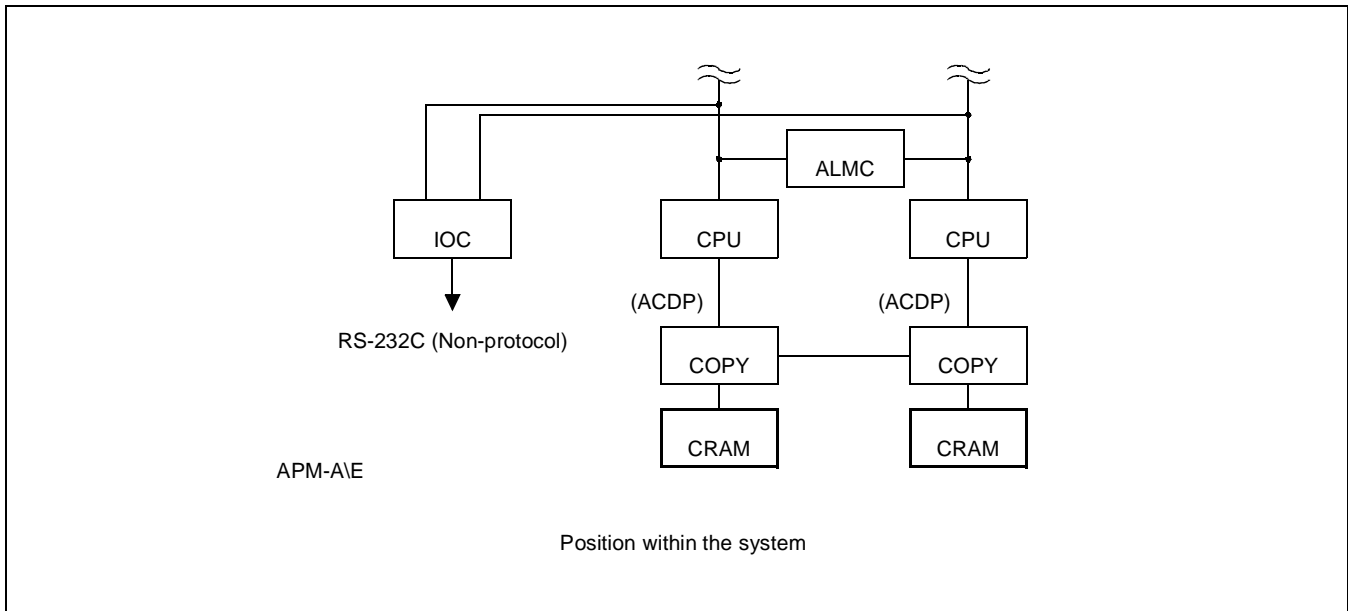 ALMC
IOC
CPU
CPU
(ACDP)
(ACDP)
RS-232C (Non-protocol)
COPY
COPY
CRAM
CRAM
APM-A\E
Position within the system